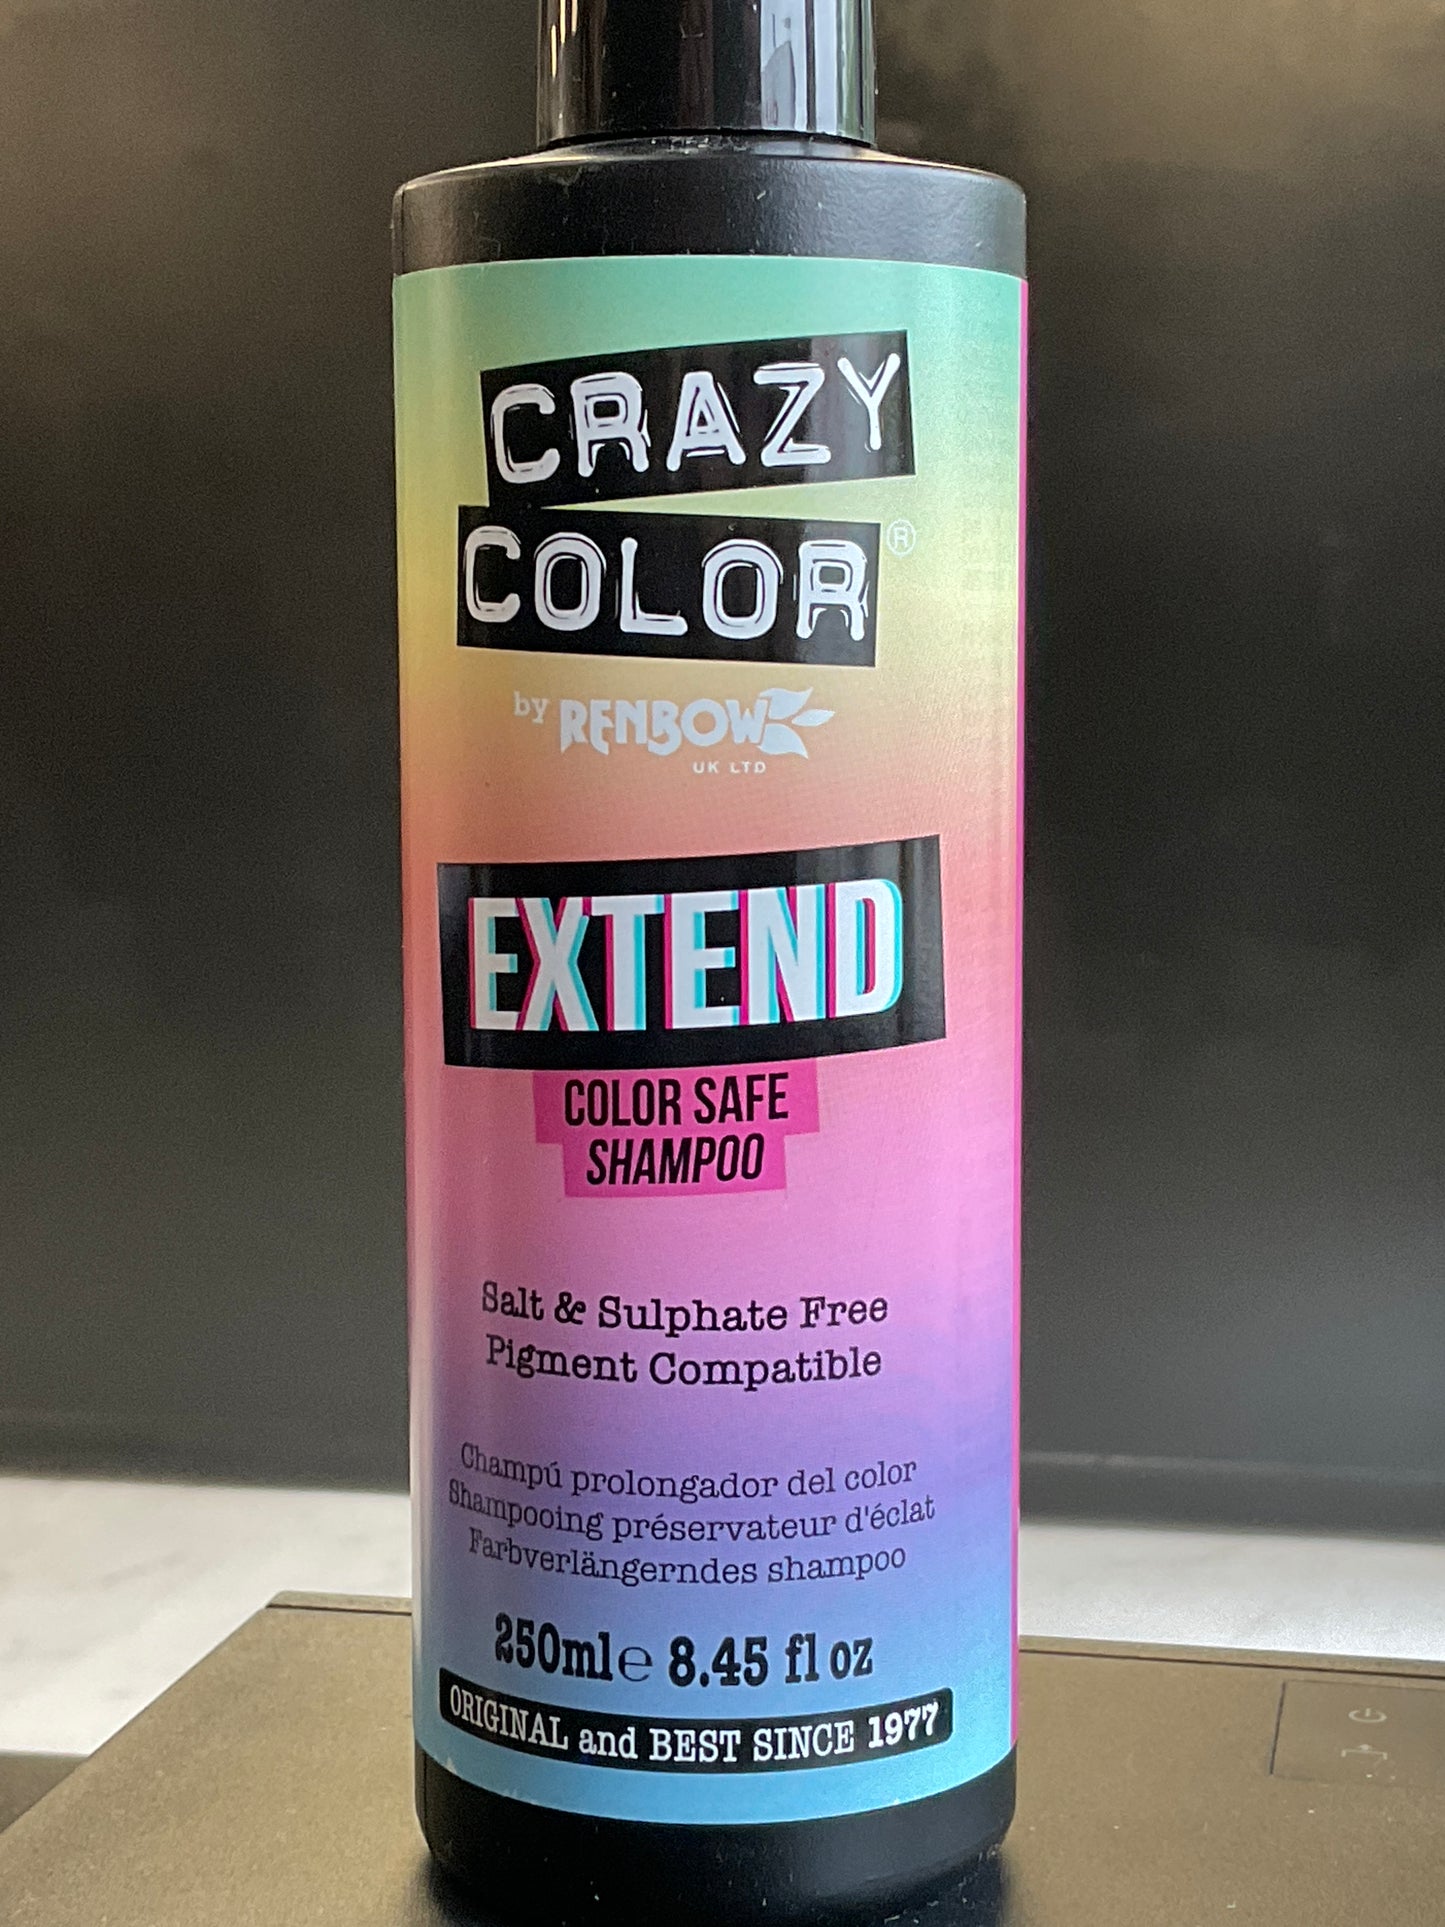 CRAZY
COLOR®
by RENBOW
UK LTD
EXTEND
COLOR SAFE
SHAMPOO
Salt & Sulphate Free
Pigment Compatible
Champú prolongador del color
Shampooing préservateur d'éclat
Farbverlängerndes shampoo
250ml℮ 8.45 fl oz
ORIGINAL and BEST SINCE 1977